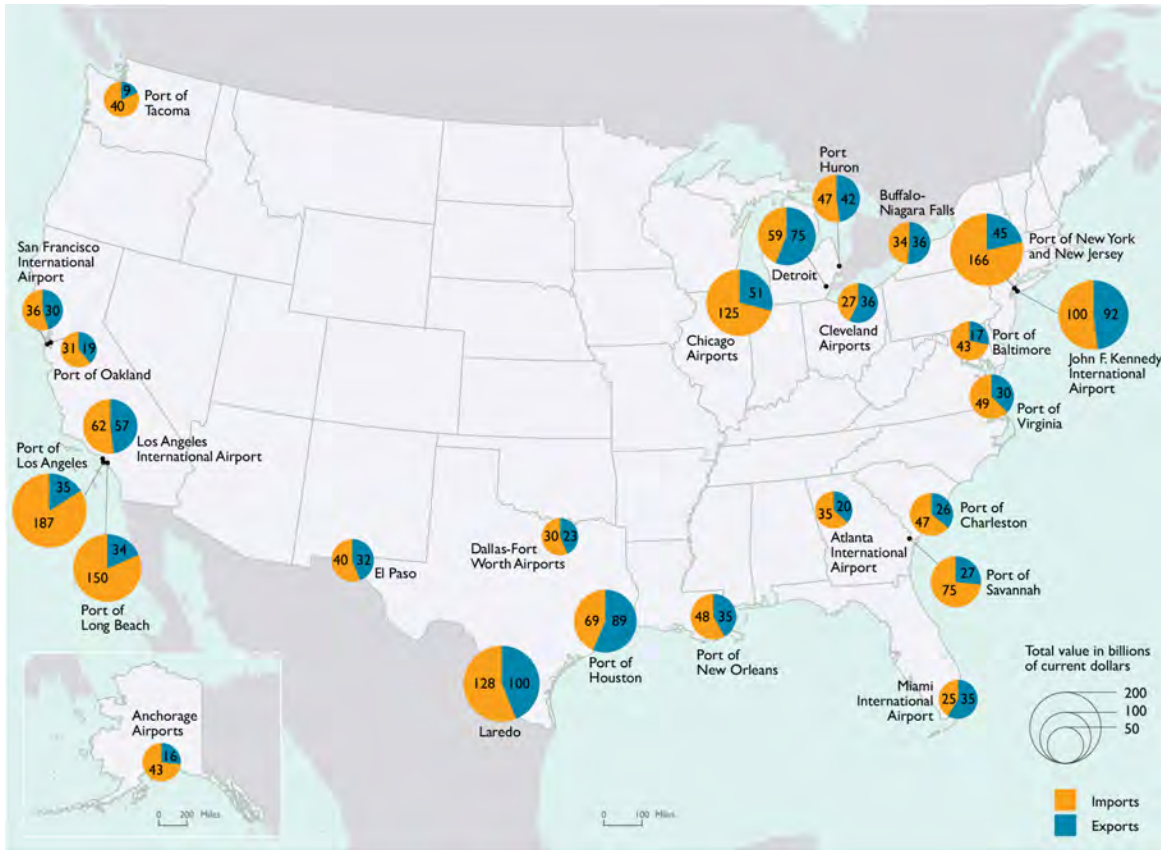 9
40
Port of
Tacoma
Port
Huron
47
42
Buffalo-
Niagara Falls
34
36
59
75
Detroit
45
166
Port of New York
and New Jersey
San Francisco
International
Airport
36
30
31
19
Port of Oakland
51
125
Chicago
Airports
27
36
Cleveland
Airports
17
43
Port of
Baltimore
100
92
John F. Kennedy
International
Airport
30
49
Port of
Virginia
62
57
Los Angeles
International Airport
Port of
Los Angeles
35
187
34
150
Port of
Long Beach
40
32
El Paso
30
23
Dallas-Fort
Worth Airports
20
35
Atlanta
International
Airport
26
47
Port of
Charleston
27
75
Port of
Savannah
69
89
Port of
Houston
48
35
Port of
New Orleans
128
100
Laredo
Miami
International
Airport
25
35
Anchorage
Airports
16
43
0
200
Miles
0
100
Miles
Total value in billions
of current dollars
200
100
50
Imports
Exports